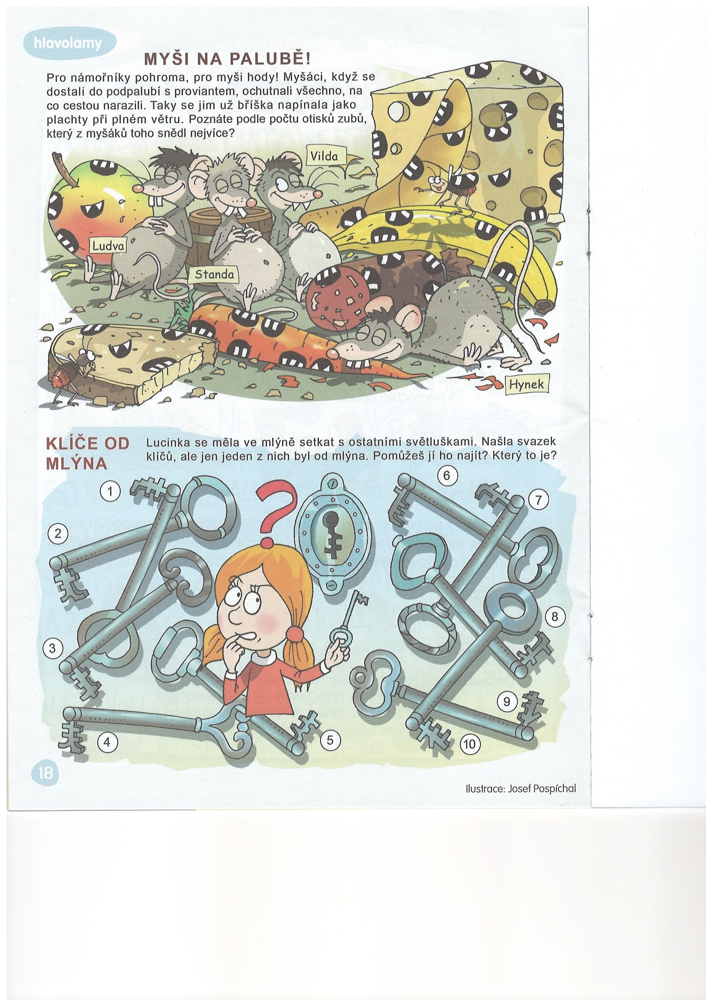 hlavolamy
MYŠI NA PALUBĚ!
Pro námořníky pohroma, pro myši hody! Myšáci, když se
dostali do podpalubí s proviantem, ochutnali všechno, na
co cestou narazili. Taky se jim už bříška napínala jako
plachty při plném větru. Poznáte podle počtu otisků zubů,
který z myšáků toho snědl nejvíce?
Vilda
Ludva
Standa
Hynek
KLÍČE OD
MLÝNA
Lucinka se měla ve mlýně setkat s ostatními světluškami. Našla svazek
klíčů, ale jen jeden z nich byl od mlýna. Pomůžeš jí ho najít? Který to je?
1
2
3
4
5
6
7
8
9
10
?
18
Ilustrace: Josef Pospíchal